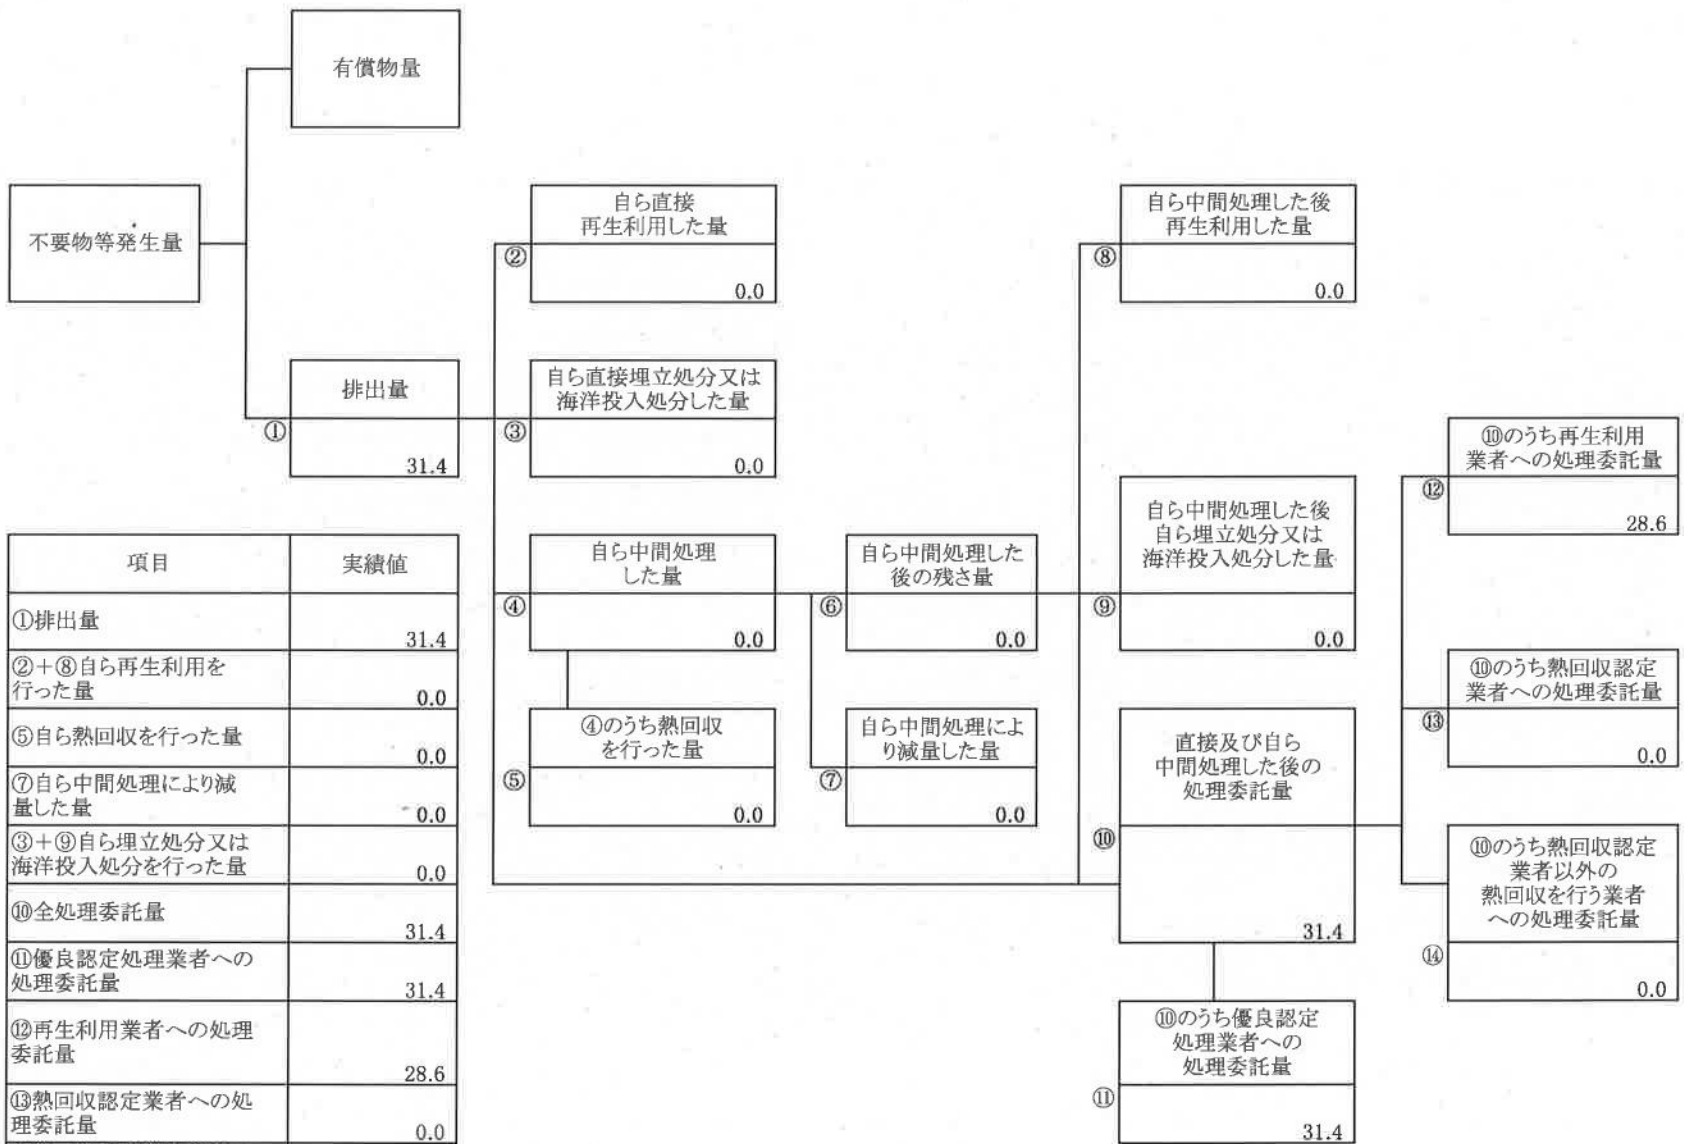 有償物量
不要物等発生量
排出量
①
31.4
自ら直接
再生利用した量
②
0.0
自ら直接埋立処分又は
海洋投入処分した量
③
0.0
自ら中間処理
した量
④
0.0
④のうち熱回収
を行った量
⑤
0.0
自ら中間処理した
後の残さ量
⑥
0.0
自ら中間処理によ
り減量した量
⑦
0.0
自ら中間処理した後
再生利用した量
⑧
0.0
自ら中間処理した後
自ら埋立処分又は
海洋投入処分した量
⑨
0.0
直接及び自ら
中間処理した後の
処理委託量
⑩
31.4
⑩のうち優良認定
処理業者への
処理委託量
⑪
31.4
⑩のうち再生利用
業者への処理委託量
⑫
28.6
⑩のうち熱回収認定
業者への処理委託量
⑬
0.0
⑩のうち熱回収認定
業者以外の
熱回収を行う業者
への処理委託量
⑭
0.0
項目 実績値
①排出量
31.4
②+⑧自ら再生利用を
行った量
0.0
⑤自ら熱回収を行った量
0.0
⑦自ら中間処理により減
量した量
0.0
③+⑨自ら埋立処分又は
海洋投入処分を行った量
0.0
⑩全処理委託量
31.4
⑪優良認定処理業者への
処理委託量
31.4
⑫再生利用業者への処理
委託量
28.6
⑬熱回収認定業者への処
理委託量
0.0